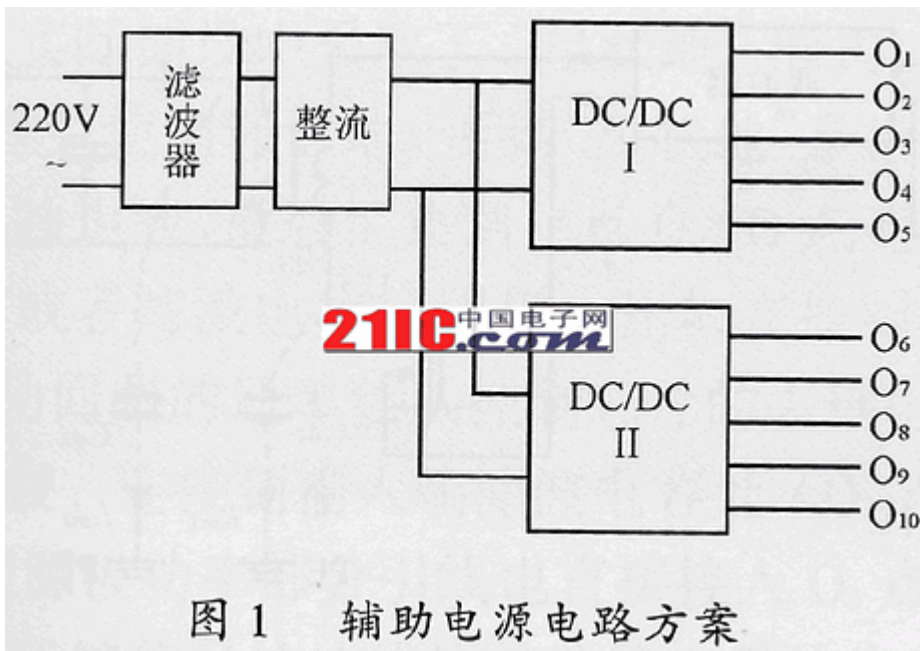 220V
~
滤波器
整流
DC/DC
I
O₁
O₂
O₃
O₄
O₅
21IC中国电子网
.com
DC/DC
II
O₆
O₇
O₈
O₉
O₁₀
图 1 辅助电源电路方案